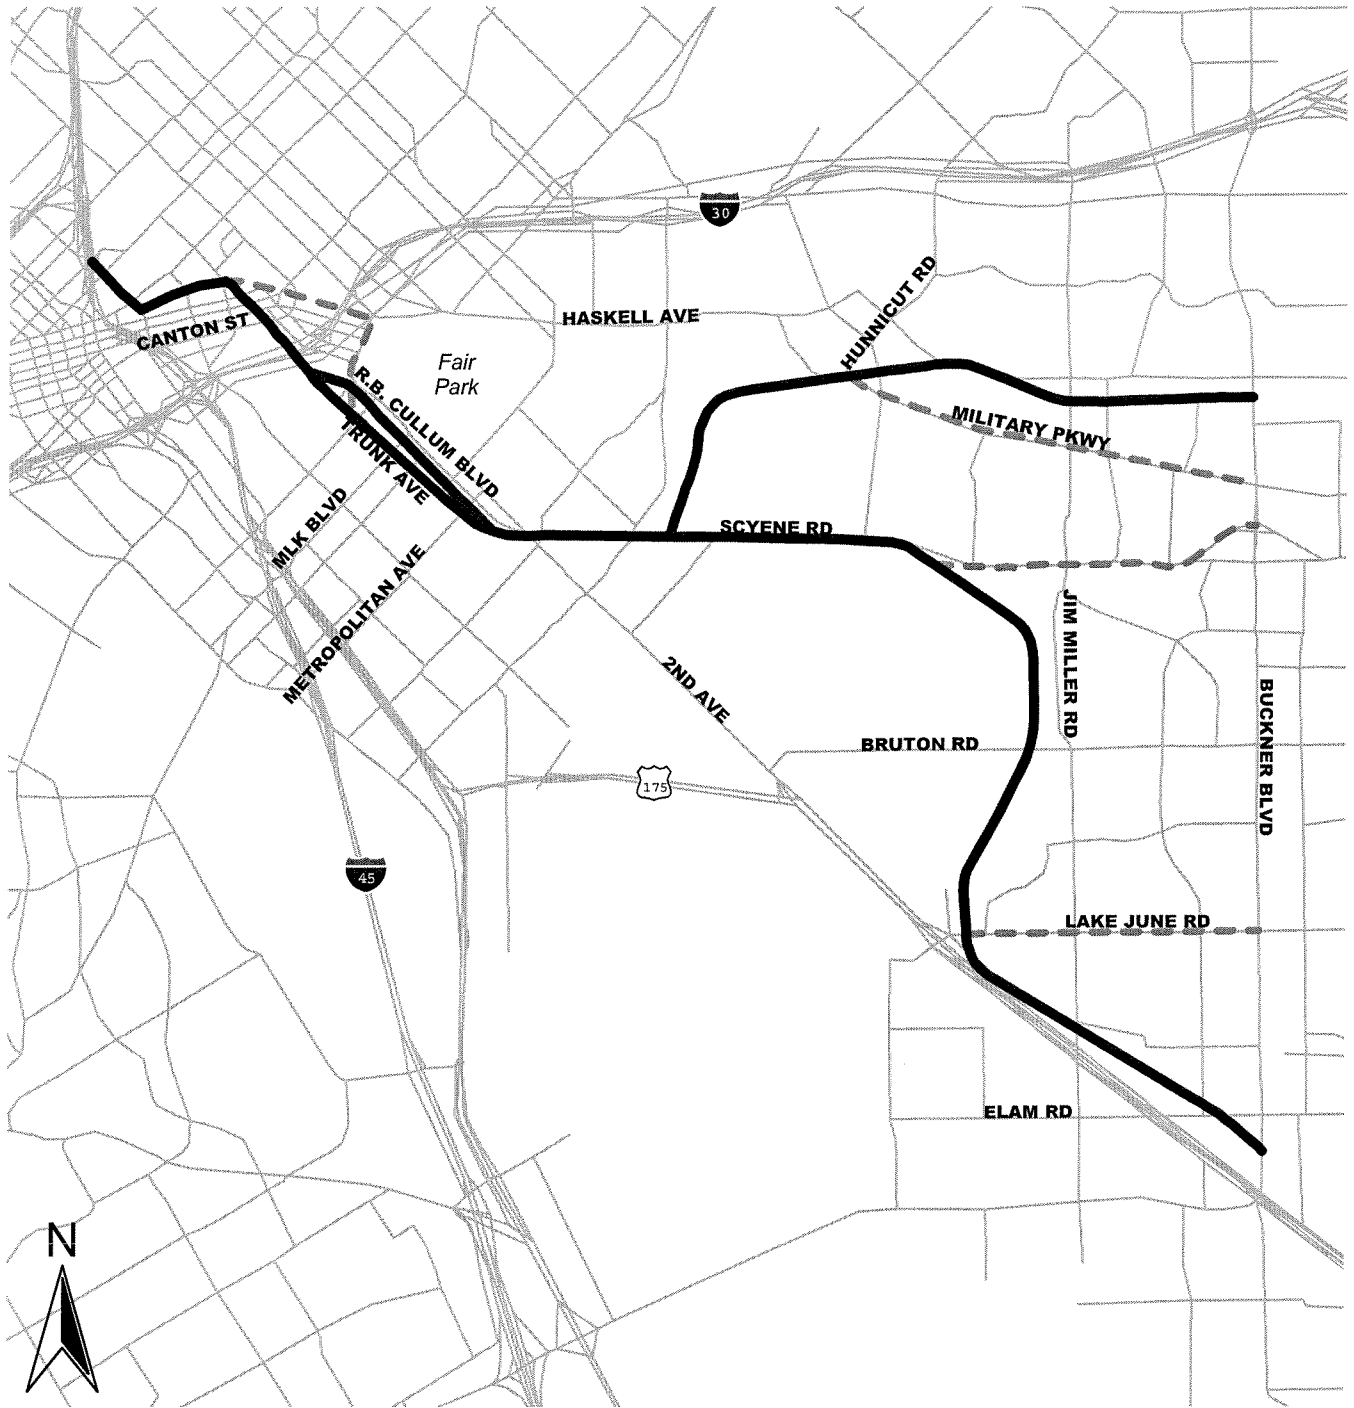 30
HUNNICUT RD
HASKELL AVE
CANTON ST
Fair
Park
R.B. CULLUM BLVD
MILITARY PKWY
TRUNK AVE
MLK BLVD
SCYENE RD
METROPOLITAN AVE
JIM MILLER RD
2ND AVE
BUCKNER BLVD
BRUTON RD
175
45
LAKE JUNE RD
ELAM RD
N